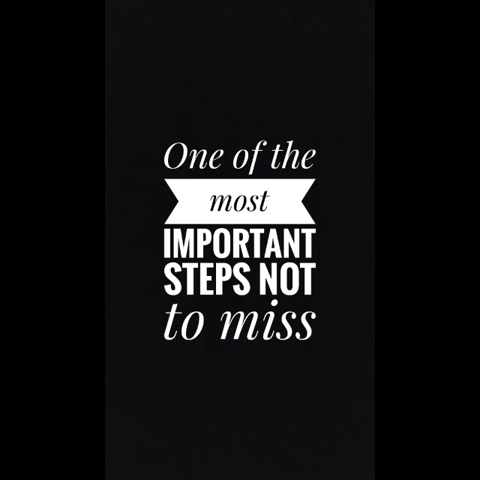 One of the
most
IMPORTANT
STEPS NOT
to miss